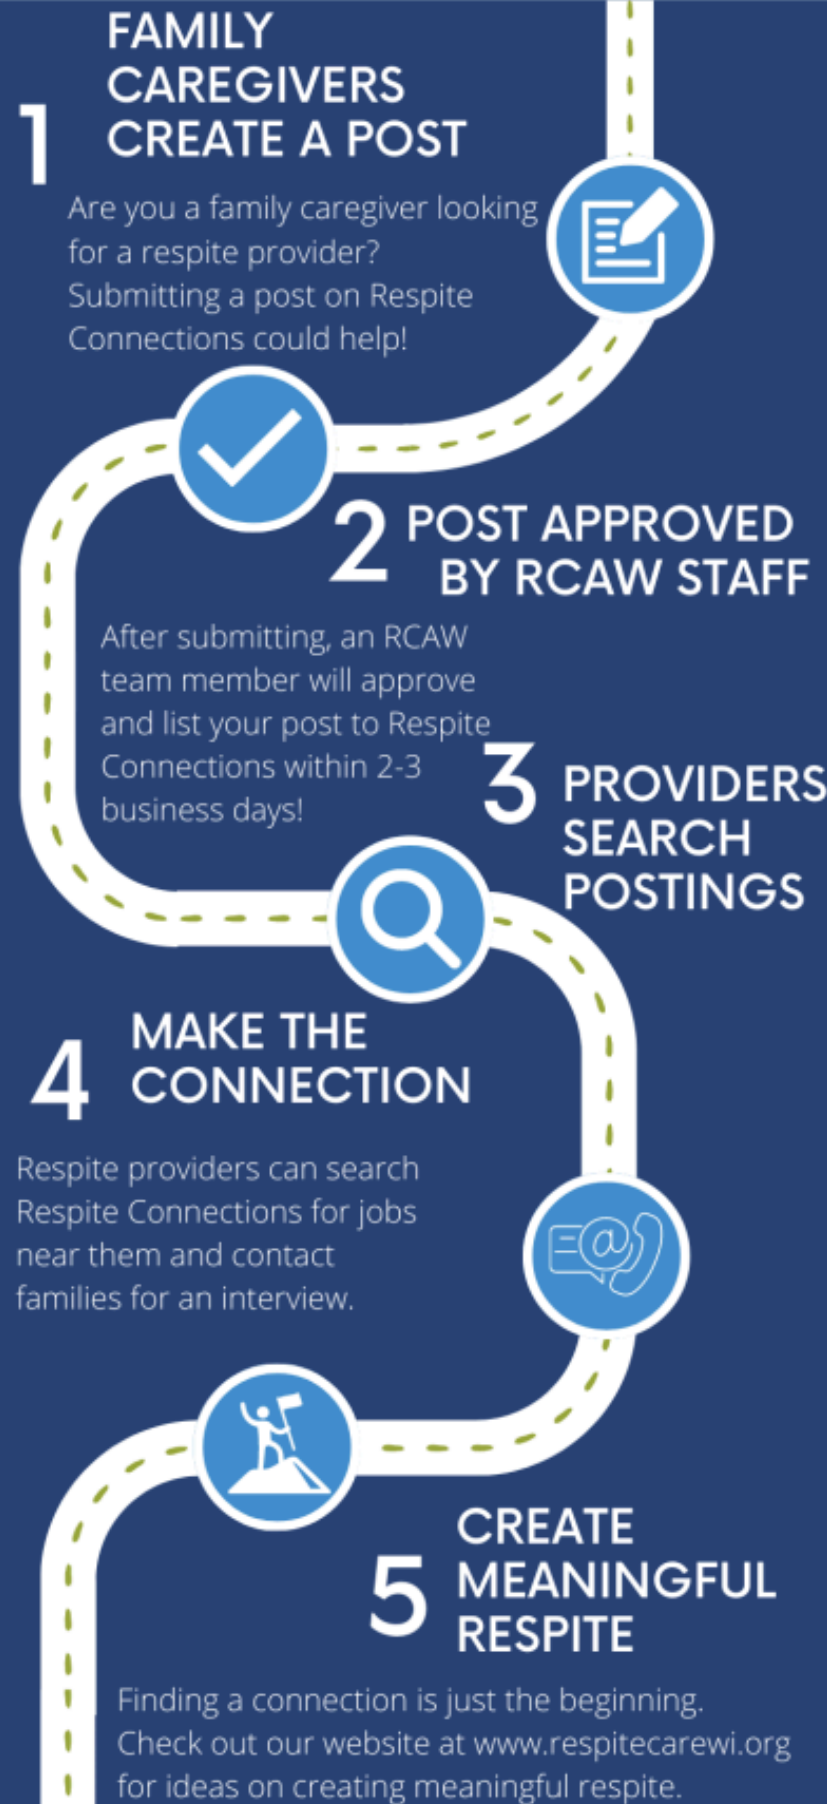 FAMILY
CAREGIVERS
CREATE A POST
1
Are you a family caregiver looking
for a respite provider?
Submitting a post on Respite
Connections could help!
2
POST APPROVED
BY RCAW STAFF
After submitting, an RCAW
team member will approve
and list your post to Respite
Connections within 2-3
business days!
3
PROVIDERS
SEARCH
POSTINGS
4
MAKE THE
CONNECTION
Respite providers can search
Respite Connections for jobs
near them and contact
families for an interview.
@
5
CREATE
MEANINGFUL
RESPITE
Finding a connection is just the beginning.
Check out our website at www.respitecarewi.org
for ideas on creating meaningful respite.